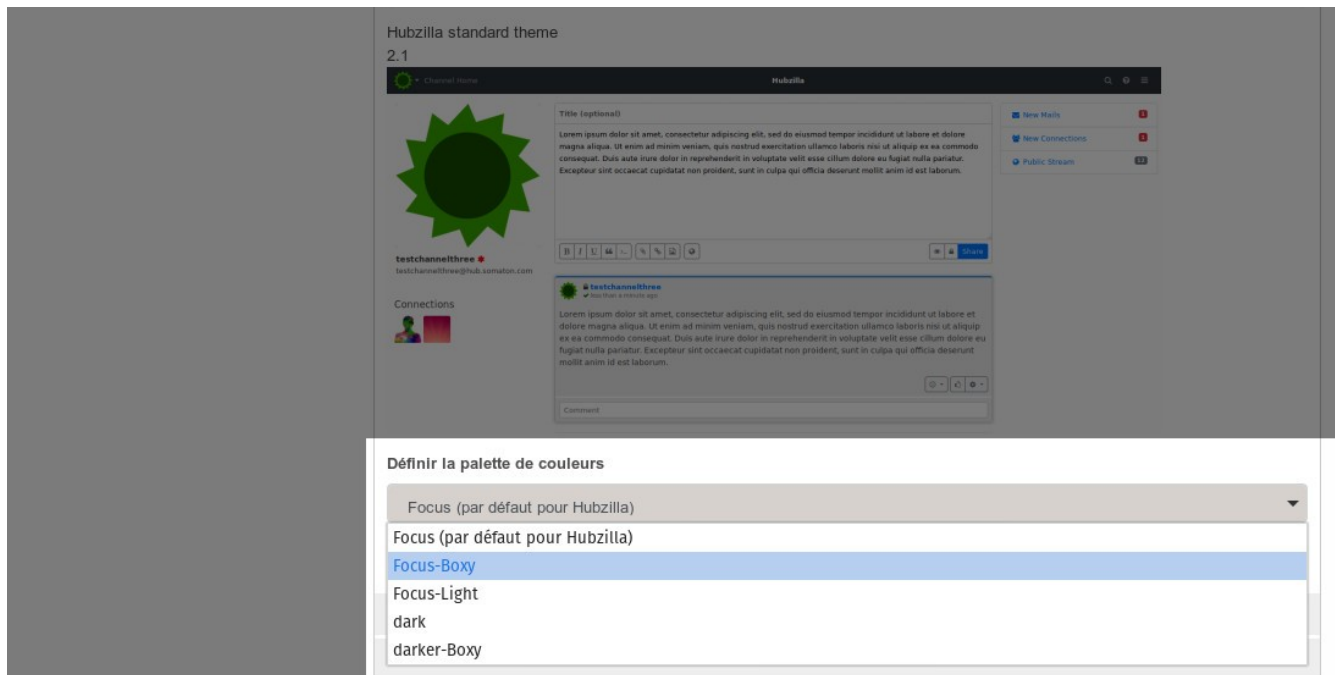 Hubzilla standard theme
2.1
Channel Home
Hubzilla
Title (optional)
Lorem ipsum dolor sit amet, consectetur adipiscing elit, sed do eiusmod tempor incididunt ut labore et dolore
magna aliqua. Ut enim ad minim veniam, quis nostrud exercitation ullamco laboris nisi ut aliquip ex ea commodo
consequat. Duis aute irure dolor in reprehenderit in voluptate velit esse cillum dolore eu fugiat nulla pariatur.
Excepteur sint occaecat cupidatat non proident, sunt in culpa qui officia deserunt mollit anim id est laborum.
B I U
Share
New Mails 1
New Connections 1
Public Stream
testchannelthree
testchannelthree@hub.somaton.com
Connections
testchannelthree
less than a minute ago
Lorem ipsum dolor sit amet, consectetur adipiscing elit, sed do eiusmod tempor incididunt ut labore et
dolore magna aliqua. Ut enim ad minim veniam, quis nostrud exercitation ullamco laboris nisi ut aliquip
ex ea commodo consequat. Duis aute irure dolor in reprehenderit in voluptate velit esse cillum dolore eu
fugiat nulla pariatur. Excepteur sint occaecat cupidatat non proident, sunt in culpa qui officia deserunt
mollit anim id est laborum.
Comment
Définir la palette de couleurs
Focus (par défaut pour Hubzilla)
Focus (par défaut pour Hubzilla)
Focus-Boxy
Focus-Light
dark
darker-Boxy